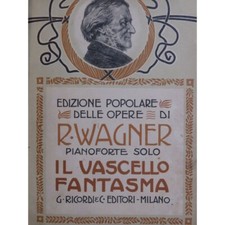 EDIZIONE POPOLARE
DELLE OPERE DI
R·WAGNER
PIANOFORTE SOLO
IL VASCELLO
FANTASMA
G·RICORDI & C·EDITORI·MILANO